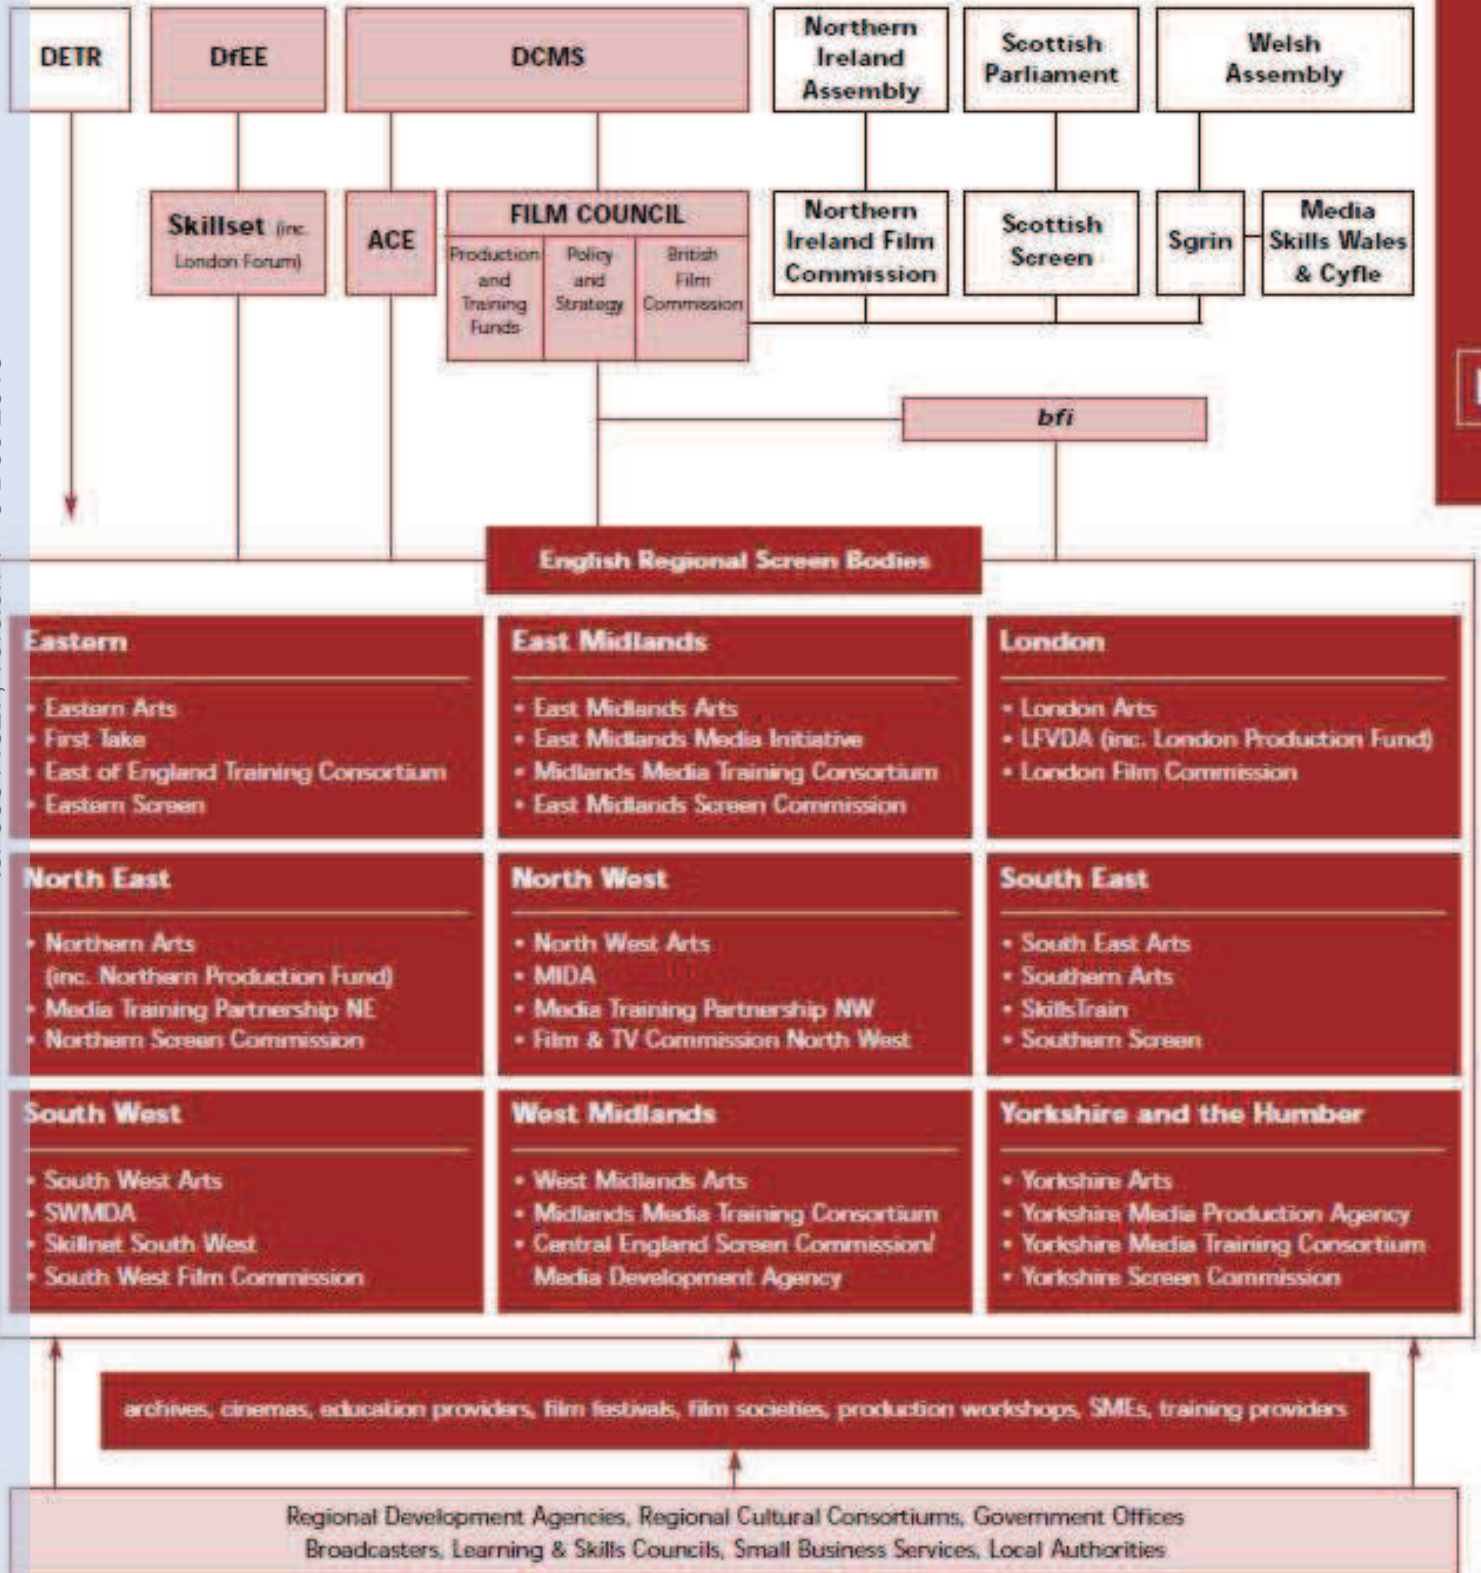 DETR
DfEE
DCMS
Northern
Ireland
Assembly
Scottish
Parliament
Welsh
Assembly
Skillset (inc.
London Forum)
ACE
FILM COUNCIL
Production
and
Training
Funds
Policy
and
Strategy
British
Film
Commission
Northern
Ireland Film
Commission
Scottish
Screen
Sgrin
Media
Skills Wales
& Cyfle
bfi
English Regional Screen Bodies
Eastern
• Eastern Arts
• First Take
• East of England Training Consortium
• Eastern Screen
East Midlands
• East Midlands Arts
• East Midlands Media Initiative
• Midlands Media Training Consortium
• East Midlands Screen Commission
London
• London Arts
• LFVDA (inc. London Production Fund)
• London Film Commission
North East
• Northern Arts
(inc. Northern Production Fund)
• Media Training Partnership NE
• Northern Screen Commission
North West
• North West Arts
• MIDA
• Media Training Partnership NW
• Film & TV Commission North West
South East
• South East Arts
• Southern Arts
• SkillsTrain
• Southern Screen
South West
• South West Arts
• SWMDA
• Skillnet South West
• South West Film Commission
West Midlands
• West Midlands Arts
• Midlands Media Training Consortium
• Central England Screen Commission/
Media Development Agency
Yorkshire and the Humber
• Yorkshire Arts
• Yorkshire Media Production Agency
• Yorkshire Media Training Consortium
• Yorkshire Screen Commission
archives, cinemas, education providers, film festivals, film societies, production workshops, SMEs, training providers
Regional Development Agencies, Regional Cultural Consortiums, Government Offices
Broadcasters, Learning & Skills Councils, Small Business Services, Local Authorities